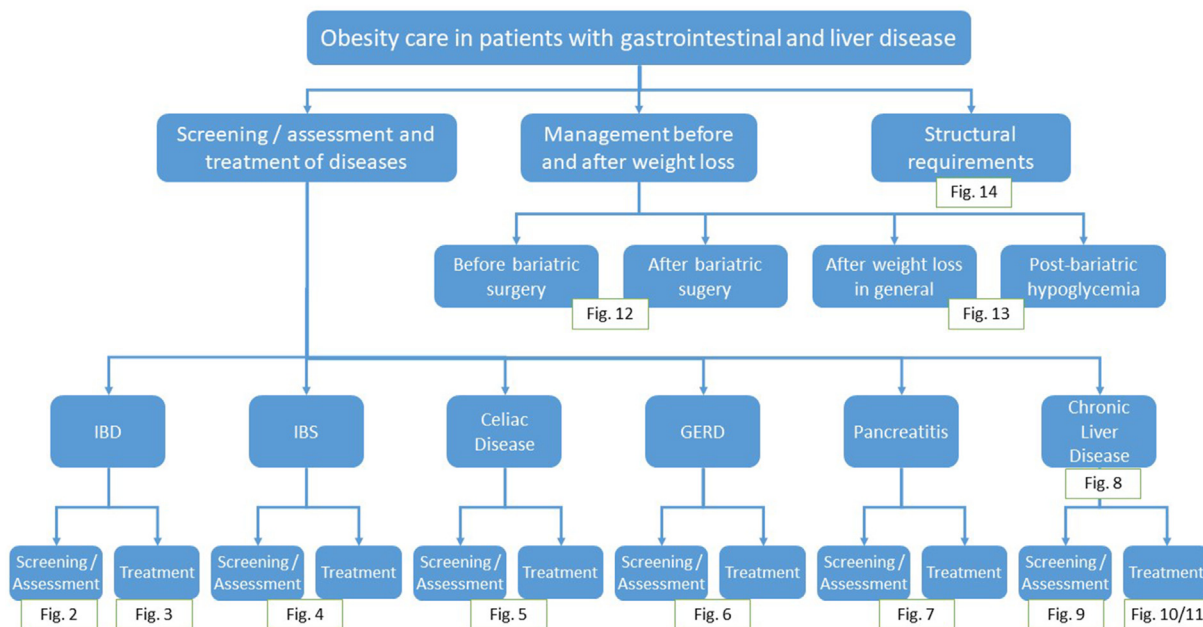 Obesity care in patients with gastrointestinal and liver disease
Screening / assessment and
treatment of diseases
Management before
and after weight loss
Structural
requirements
Fig. 14
Before bariatric
surgery
After bariatric
sugery
After weight loss
in general
Post-bariatric
hypoglycemia
Fig. 12
Fig. 13
IBD
IBS
Celiac
Disease
GERD
Pancreatitis
Chronic
Liver
Disease
Fig. 8
Screening /
Assessment
Treatment
Screening /
Assessment
Treatment
Screening /
Assessment
Treatment
Screening /
Assessment
Treatment
Screening /
Assessment
Treatment
Screening /
Assessment
Treatment
Fig. 2
Fig. 3
Fig. 4
Fig. 5
Fig. 6
Fig. 7
Fig. 9
Fig. 10/11